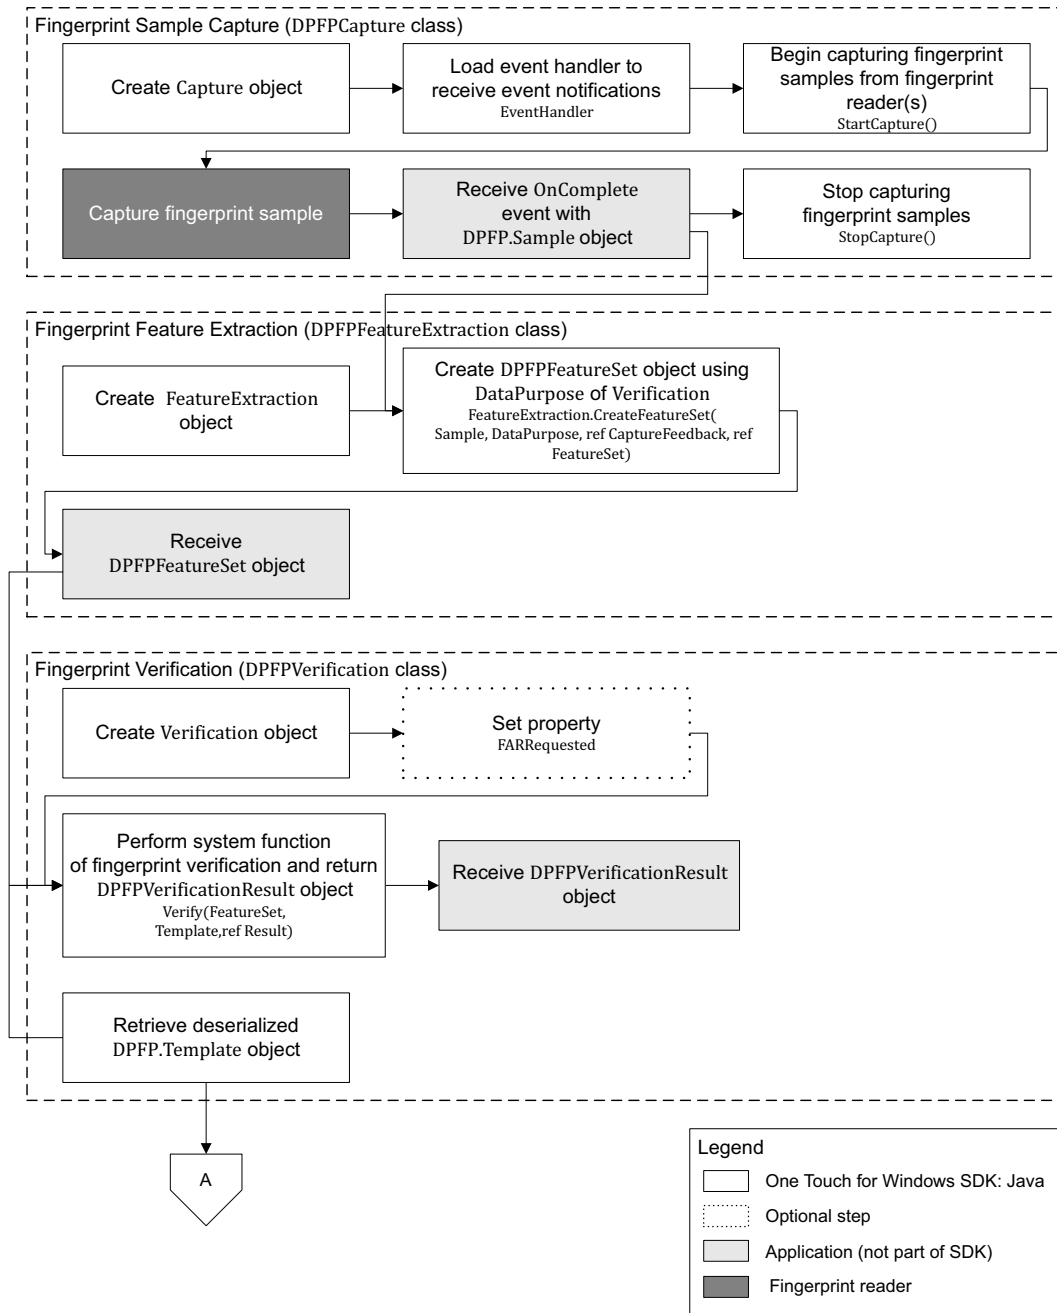 Fingerprint Sample Capture (DPFPCapture class)
Create Capture object
Load event handler to
receive event notifications
EventHandler
Begin capturing fingerprint
samples from fingerprint
reader(s)
StartCapture()
Capture fingerprint sample
Receive OnComplete
event with
DPFP.Sample object
Stop capturing
fingerprint samples
StopCapture()
Fingerprint Feature Extraction (DPFPFeatureExtraction class)
Create FeatureExtraction
object
Create DPFPFeatureSet object using
DataPurpose of Verification
FeatureExtraction.CreateFeatureSet(
Sample, DataPurpose, ref CaptureFeedback, ref
FeatureSet)
Receive
DPFPFeatureSet object
Fingerprint Verification (DPFPVerification class)
Create Verification object
Set property
FARRequested
Perform system function
of fingerprint verification and return
DPFPVerificationResult object
Verify(FeatureSet,
Template,ref Result)
Receive DPFPVerificationResult
object
Retrieve deserialized
DPFP.Template object
A
Legend
One Touch for Windows SDK: Java
Optional step
Application (not part of SDK)
Fingerprint reader